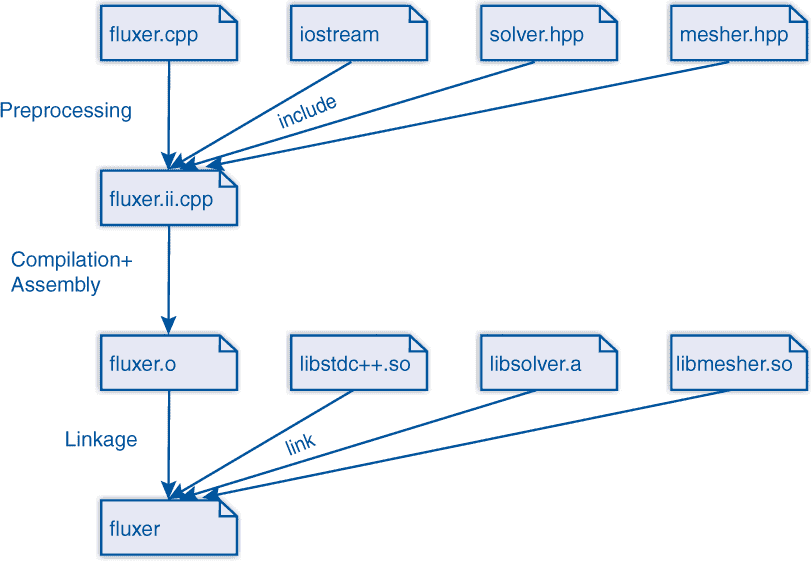 fluxer.cpp
iostream
solver.hpp
mesher.hpp
Preprocessing
include
fluxer.ii.cpp
Compilation+
Assembly
fluxer.o
libstdc++.so
libsolver.a
libmesher.so
Linkage
link
fluxer